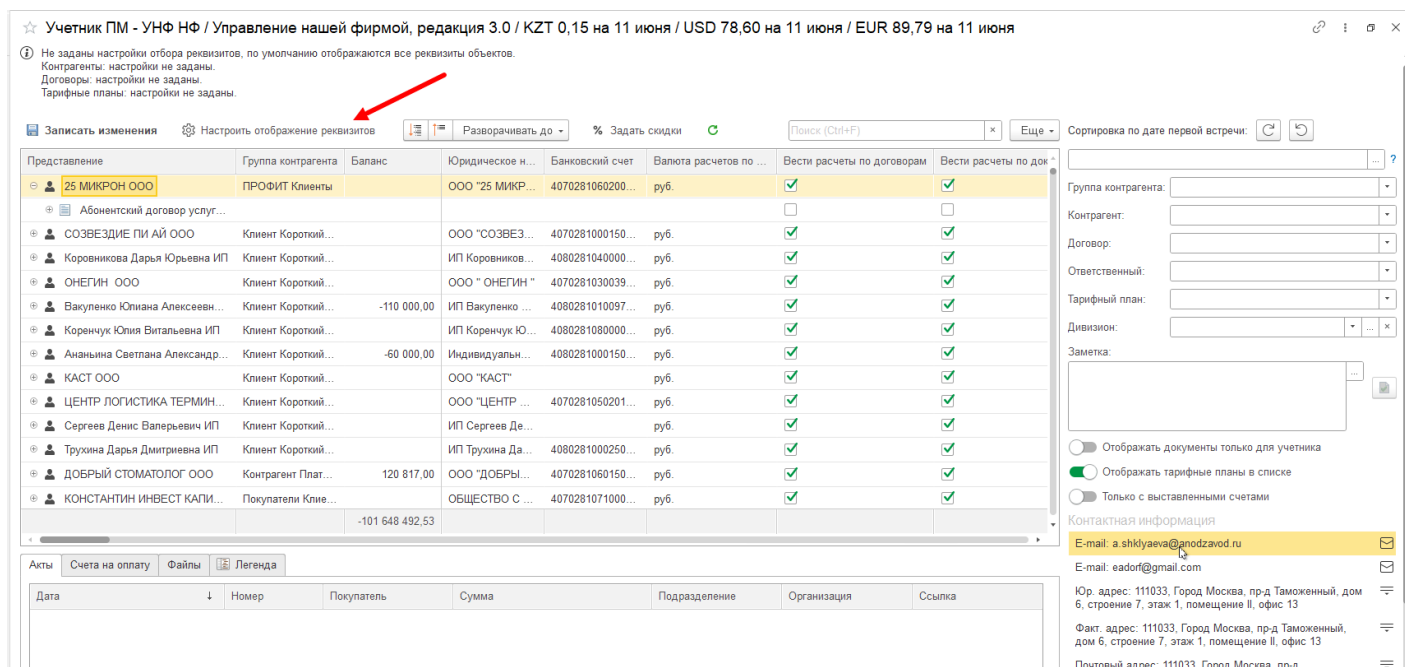 Учетник ПМ - УНФ НФ / Управление нашей фирмой, редакция 3.0 / KZT 0,15 на 11 июня / USD 78,60 на 11 июня / EUR 89,79 на 11 июня
Не заданы настройки отбора реквизитов, по умолчанию отображаются все реквизиты объектов.
Контрагенты: настройки не заданы.
Договоры: настройки не заданы.
Тарифные планы: настройки не заданы.
Записать изменения Настроить отображение реквизитов Разворачивать до % Задать скидки Поиск (Ctrl+F) × Еще Сортировка по дате первой встречи:
Представление Группа контрагента Баланс Юридическое н... Банковский счет Валюта расчетов по ... Вести расчеты по договорам Вести расчеты по док
25 МИКРОН ООО ПРОФИТ Клиенты ООО "25 МИКР... 4070281060200... руб.
Абонентский договор услуг...
СОЗВЕЗДИЕ ПИ АЙ ООО Клиент Короткий... ООО "СОЗВЕЗ... 4070281000150... руб.
Коровникова Дарья Юрьевна ИП Клиент Короткий... ИП Коровников... 4080281040000... руб.
ОНЕГИН ООО Клиент Короткий... ООО " ОНЕГИН " 4070281030039... руб.
Вакуленко Юлиана Алексеевн... Клиент Короткий... -110 000,00 ИП Вакуленко ... 4080281010097... руб.
Коренчук Юлия Витальевна ИП Клиент Короткий... ИП Коренчук Ю... 4080281080000... руб.
Ананьина Светлана Александр... Клиент Короткий... -60 000,00 Индивидуальн... 4080281000150... руб.
КАСТ ООО Клиент Короткий... ООО "КАСТ" руб.
ЦЕНТР ЛОГИСТИКА ТЕРМИН... Клиент Короткий... ООО "ЦЕНТР ... 4070281050201... руб.
Сергеев Денис Валерьевич ИП Клиент Короткий... ИП Сергеев Де... руб.
Трухина Дарья Дмитриевна ИП Клиент Короткий... ИП Трухина Да... 4080281000250... руб.
ДОБРЫЙ СТОМАТОЛОГ ООО Контрагент Плат... 120 817,00 ООО "ДОБРЫ... 4070281060150... руб.
КОНСТАНТИН ИНВЕСТ КАПИ... Покупатели Клие... ОБЩЕСТВО С ... 4070281071000... руб.
-101 648 492,53
... ?
Группа контрагента:
Контрагент:
Договор:
Ответственный:
Тарифный план:
Дивизион: ... ×
Заметка:
...
Отображать документы только для учетника
Отображать тарифные планы в списке
Только с выставленными счетами
Контактная информация
E-mail: a.shklyaeva@anodzavod.ru
E-mail: eadorf@gmail.com
Юр. адрес: 111033, Город Москва, пр-д Таможенный, дом
6, строение 7, этаж 1, помещение II, офис 13
Факт. адрес: 111033, Город Москва, пр-д Таможенный,
дом 6, строение 7, этаж 1, помещение II, офис 13
Почтовый адрес: 111033, Город Москва, пр-д
Акты Счета на оплату Файлы Легенда
Дата ↓ Номер Покупатель Сумма Подразделение Организация Ссылка